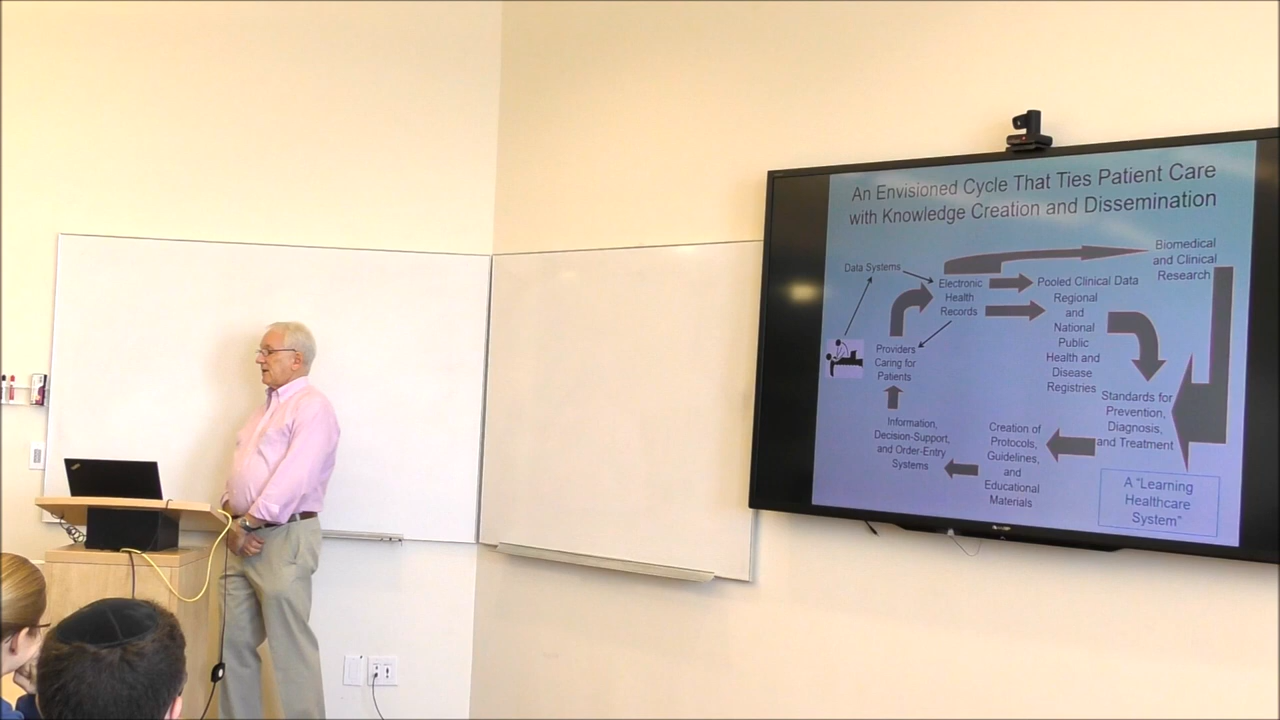 An Envisioned Cycle That Ties Patient Care
with Knowledge Creation and Dissemination
Biomedical
and Clinical
Research
Data Systems
Electronic
Health
Records
Pooled Clinical Data
Regional
and
National
Public
Health and
Disease
Registries
Providers
Caring for
Patients
Standards for
Prevention,
Diagnosis,
and Treatment
Information,
Decision-Support,
and Order-Entry
Systems
Creation of
Protocols,
Guidelines,
and
Educational
Materials
A "Learning
Healthcare
System"